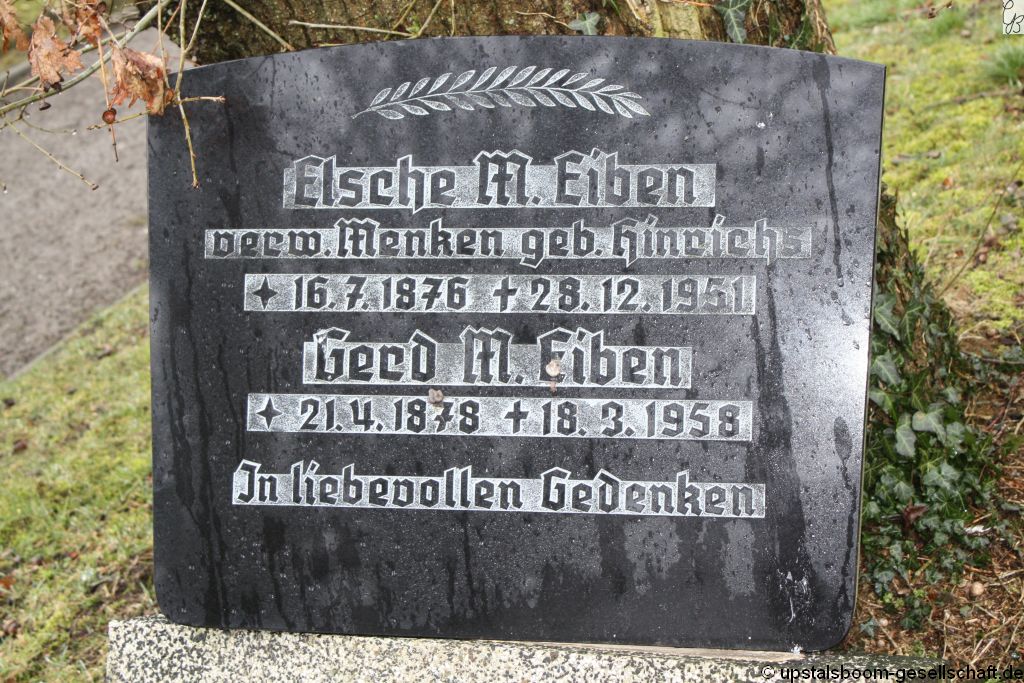 Elsche M. Eiben
verw. Menken geb. Hinrichs
✦ 16.7.1876 ✝ 28.12.1951
Gerd M. Eiben
✦ 21.4.1878 ✝ 18.3.1958
In liebevollen Gedenken
© upstalsboom-gesellschaft.de